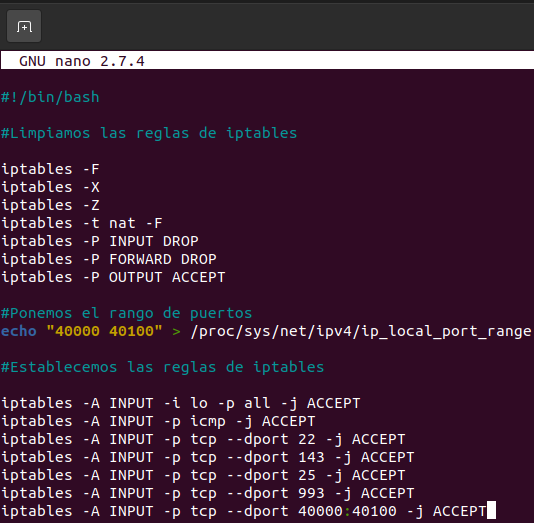 GNU nano 2.7.4
#!/bin/bash
#Limpiamos las reglas de iptables
iptables -F
iptables -X
iptables -Z
iptables -t nat -F
iptables -P INPUT DROP
iptables -P FORWARD DROP
iptables -P OUTPUT ACCEPT
#Ponemos el rango de puertos
echo "40000 40100" > /proc/sys/net/ipv4/ip_local_port_range
#Establecemos las reglas de iptables
iptables -A INPUT -i lo -p all -j ACCEPT
iptables -A INPUT -p icmp -j ACCEPT
iptables -A INPUT -p tcp --dport 22 -j ACCEPT
iptables -A INPUT -p tcp --dport 143 -j ACCEPT
iptables -A INPUT -p tcp --dport 25 -j ACCEPT
iptables -A INPUT -p tcp --dport 993 -j ACCEPT
iptables -A INPUT -p tcp --dport 40000:40100 -j ACCEPT